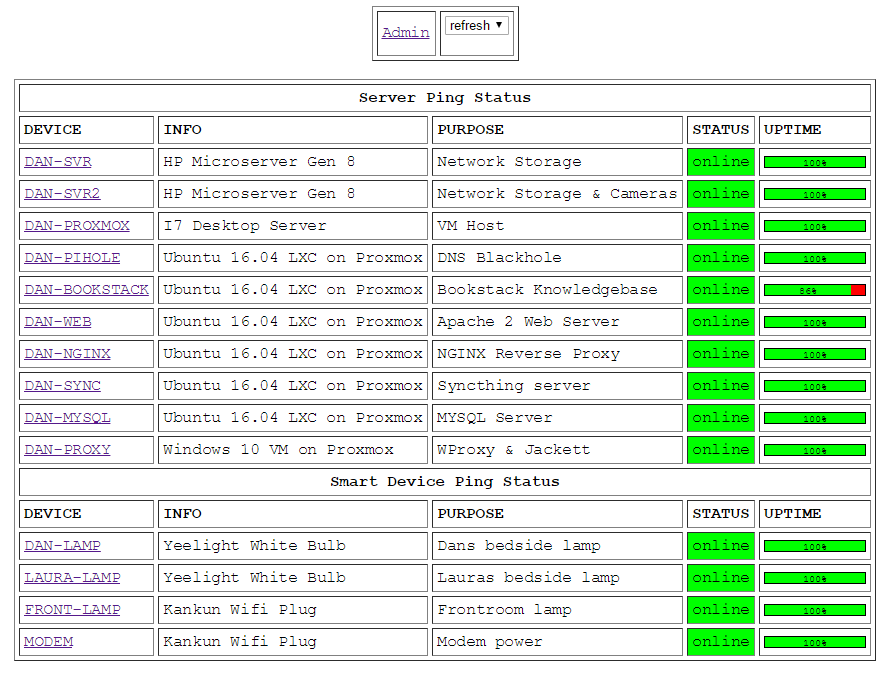 Admin refresh ▼
Server Ping Status
DEVICE INFO PURPOSE STATUS UPTIME
DAN-SVR HP Microserver Gen 8 Network Storage online 100%
DAN-SVR2 HP Microserver Gen 8 Network Storage & Cameras online 100%
DAN-PROXMOX I7 Desktop Server VM Host online 100%
DAN-PIHOLE Ubuntu 16.04 LXC on Proxmox DNS Blackhole online 100%
DAN-BOOKSTACK Ubuntu 16.04 LXC on Proxmox Bookstack Knowledgebase online 86%
DAN-WEB Ubuntu 16.04 LXC on Proxmox Apache 2 Web Server online 100%
DAN-NGINX Ubuntu 16.04 LXC on Proxmox NGINX Reverse Proxy online 100%
DAN-SYNC Ubuntu 16.04 LXC on Proxmox Syncthing server online 100%
DAN-MYSQL Ubuntu 16.04 LXC on Proxmox MYSQL Server online 100%
DAN-PROXY Windows 10 VM on Proxmox WProxy & Jackett online 100%
Smart Device Ping Status
DEVICE INFO PURPOSE STATUS UPTIME
DAN-LAMP Yeelight White Bulb Dans bedside lamp online 100%
LAURA-LAMP Yeelight White Bulb Lauras bedside lamp online 100%
FRONT-LAMP Kankun Wifi Plug Frontroom lamp online 100%
MODEM Kankun Wifi Plug Modem power online 100%